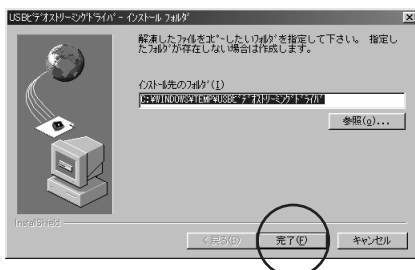 USBﾋﾞﾃﾞｵｽﾄﾘｰﾐﾝｸﾞﾄﾞﾗｲﾊﾞ - ｲﾝｽﾄｰﾙ ﾌｫﾙﾀﾞ
解凍したﾌｧｲﾙをｺﾋﾟｰしたいﾌｫﾙﾀﾞを指定して下さい。 指定し
たﾌｫﾙﾀﾞが存在しない場合は作成します。
ｲﾝｽﾄｰﾙ先のﾌｫﾙﾀﾞ(I)
C:¥WINDOWS¥TEMP¥USBﾋﾞﾃﾞｵｽﾄﾘｰﾐﾝｸﾞﾄﾞﾗｲﾊﾞ
参照(o)...
InstallShield
< 戻る(B)
完了(F)
キャンセル